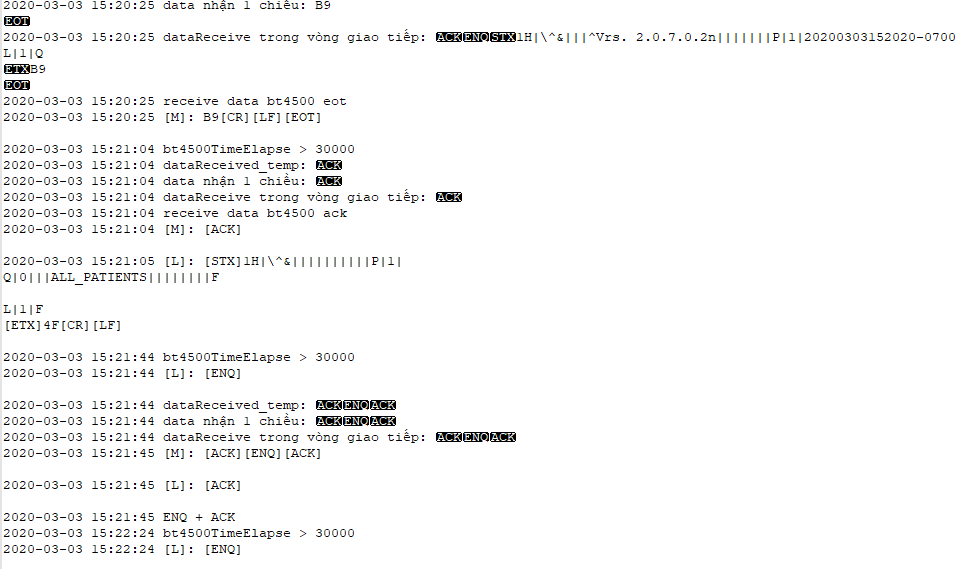 2020-03-03 15:20:25 data nhận 1 chiều: B9
EOT
2020-03-03 15:20:25 dataReceive trong vòng giao tiếp: ACKENQSTX1H|\^&|||^Vrs. 2.0.7.0.2n|||||||P|1|20200303152020-0700
L|1|Q
ETXB9
EOT
2020-03-03 15:20:25 receive data bt4500 eot
2020-03-03 15:20:25 [M]: B9[CR][LF][EOT]
2020-03-03 15:21:04 bt4500TimeElapse > 30000
2020-03-03 15:21:04 dataReceived_temp: ACK
2020-03-03 15:21:04 data nhận 1 chiều: ACK
2020-03-03 15:21:04 dataReceive trong vòng giao tiếp: ACK
2020-03-03 15:21:04 receive data bt4500 ack
2020-03-03 15:21:04 [M]: [ACK]
2020-03-03 15:21:05 [L]: [STX]1H|\^&||||||||||P|1|
Q|0|||ALL_PATIENTS||||||||F
L|1|F
[ETX]4F[CR][LF]
2020-03-03 15:21:44 bt4500TimeElapse > 30000
2020-03-03 15:21:44 [L]: [ENQ]
2020-03-03 15:21:44 dataReceived_temp: ACKENQACK
2020-03-03 15:21:44 data nhận 1 chiều: ACKENQACK
2020-03-03 15:21:44 dataReceive trong vòng giao tiếp: ACKENQACK
2020-03-03 15:21:45 [M]: [ACK][ENQ][ACK]
2020-03-03 15:21:45 [L]: [ACK]
2020-03-03 15:21:45 ENQ + ACK
2020-03-03 15:22:24 bt4500TimeElapse > 30000
2020-03-03 15:22:24 [L]: [ENQ]